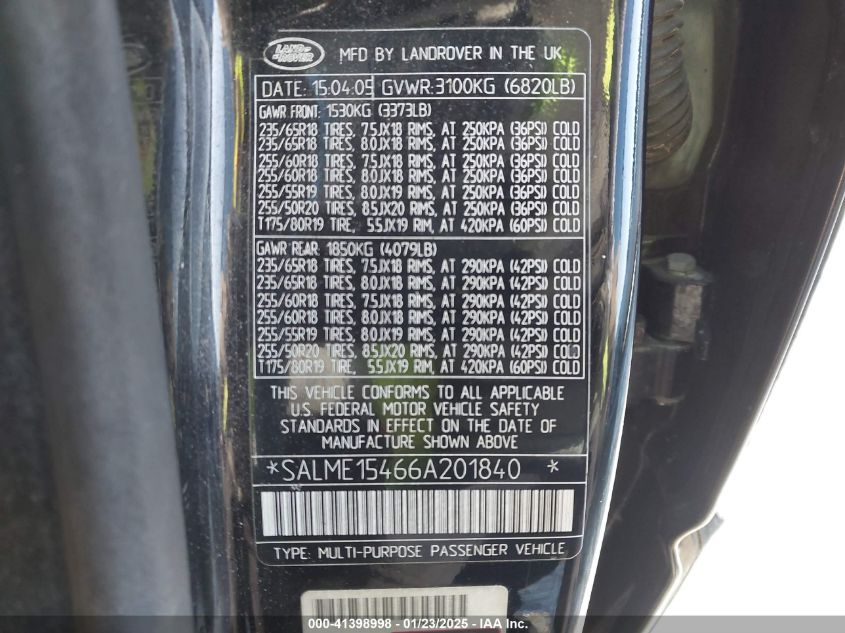 LAND ROVER
MFD BY LANDROVER IN THE UK
DATE: 15:04:05 GVWR:3100KG (6820LB)
GAWR FRONT: 1530KG (3373LB)
235/65R18 TIRES, 7.5JX18 RIMS, AT 250KPA (36PSI) COLD
235/65R18 TIRES, 8.0JX18 RIMS, AT 250KPA (36PSI) COLD
255/60R18 TIRES, 7.5JX18 RIMS, AT 250KPA (36PSI) COLD
255/60R18 TIRES, 8.0JX18 RIMS, AT 250KPA (36PSI) COLD
255/55R19 TIRES, 8.0JX19 RIMS, AT 250KPA (36PSI) COLD
255/50R20 TIRES, 8.5JX20 RIMS, AT 250KPA (36PSI) COLD
T175/80R19 TIRE, 5.5JX19 RIM, AT 420KPA (60PSI) COLD
GAWR REAR: 1850KG (4079LB)
235/65R18 TIRES, 7.5JX18 RIMS, AT 290KPA (42PSI) COLD
235/65R18 TIRES, 8.0JX18 RIMS, AT 290KPA (42PSI) COLD
255/60R18 TIRES, 7.5JX18 RIMS, AT 290KPA (42PSI) COLD
255/60R18 TIRES, 8.0JX18 RIMS, AT 290KPA (42PSI) COLD
255/55R19 TIRES, 8.0JX19 RIMS, AT 290KPA (42PSI) COLD
255/50R20 TIRES, 8.5JX20 RIMS, AT 290KPA (42PSI) COLD
T175/80R19 TIRE, 5.5JX19 RIM, AT 420KPA (60PSI) COLD
THIS VEHICLE CONFORMS TO ALL APPLICABLE
U.S. FEDERAL MOTOR VEHICLE SAFETY
STANDARDS IN EFFECT ON THE DATE OF
MANUFACTURE SHOWN ABOVE
*SALME15466A201840 *
TYPE: MULTI-PURPOSE PASSENGER VEHICLE
000-41398998 - 01/23/2025 - IAA Inc.